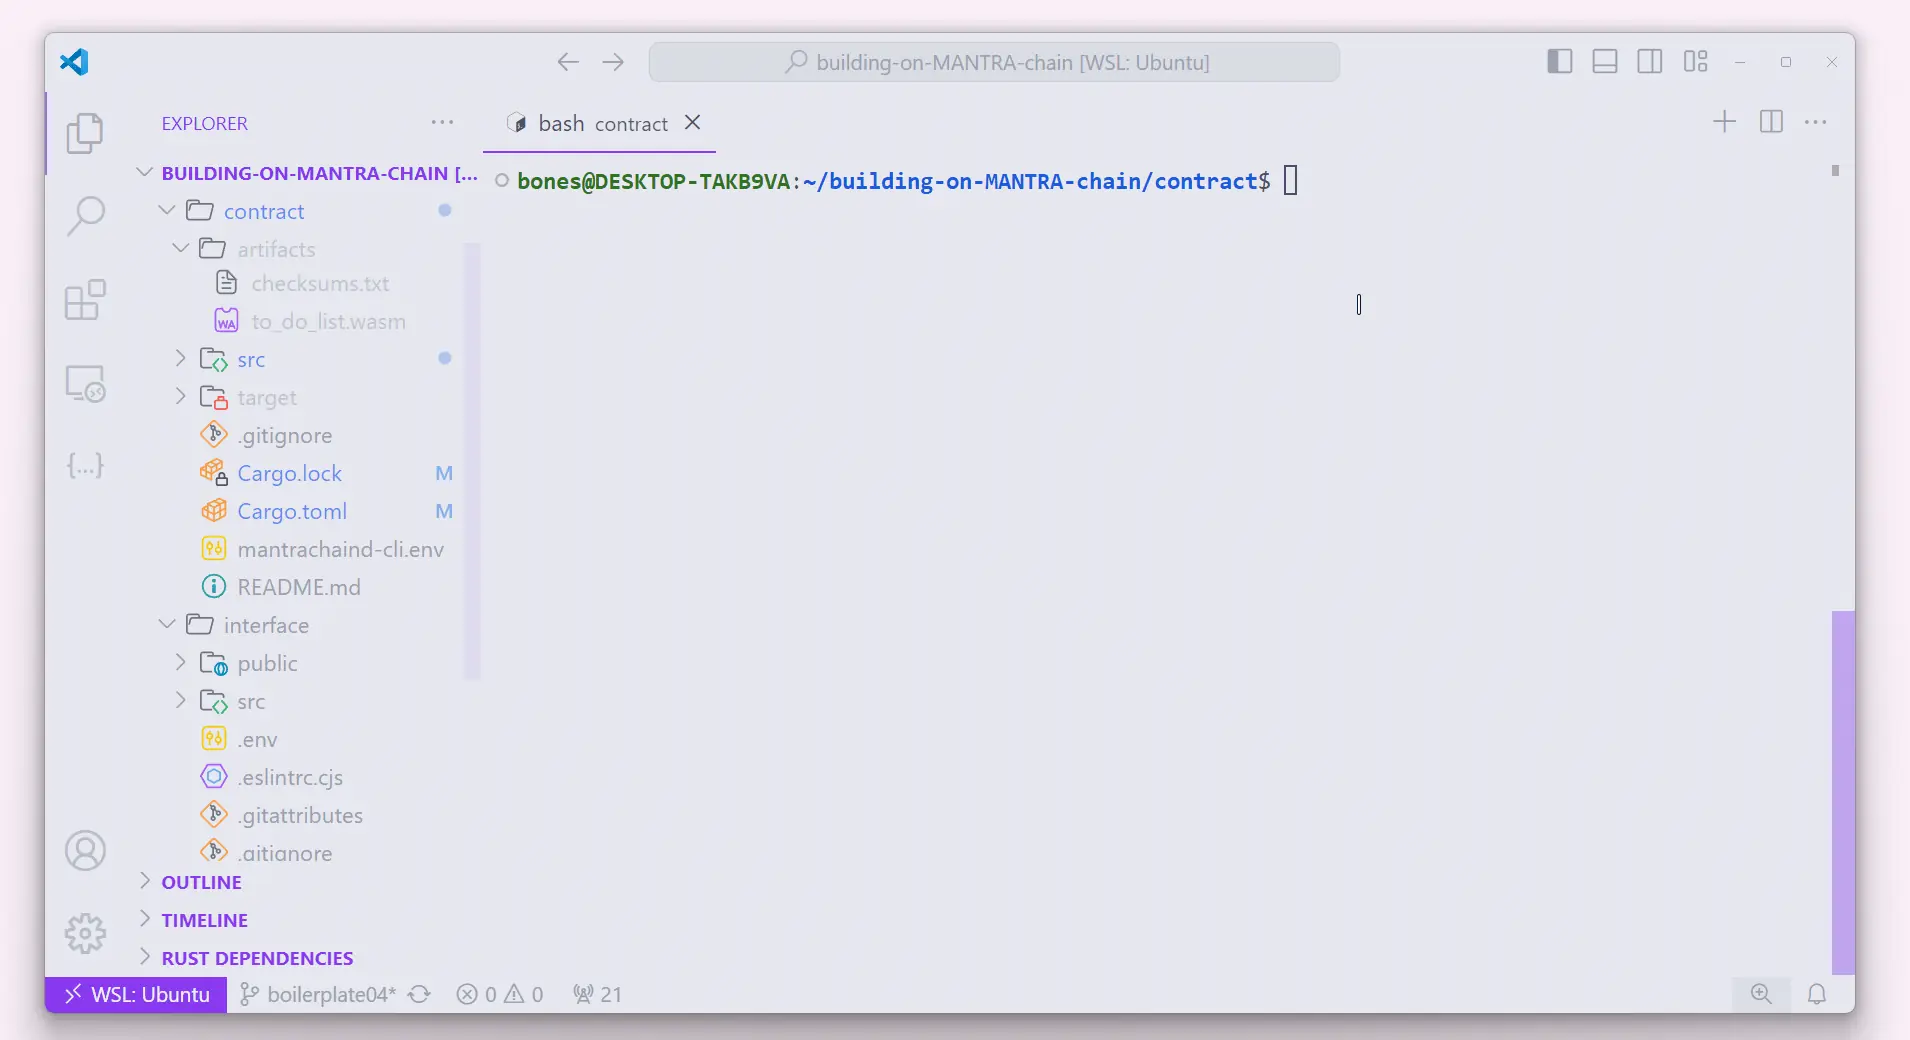 building-on-MANTRA-chain [WSL: Ubuntu]
EXPLORER
BUILDING-ON-MANTRA-CHAIN [...
contract
artifacts
checksums.txt
WA to_do_list.wasm
src
target
.gitignore
Cargo.lock M
Cargo.toml M
mantrachaind-cli.env
README.md
interface
public
src
.env
.eslintrc.cjs
.gitattributes
.gitignore
OUTLINE
TIMELINE
RUST DEPENDENCIES
bash contract
bones@DESKTOP-TAKB9VA:~/building-on-MANTRA-chain/contract$
WSL: Ubuntu boilerplate04* 0 0 21